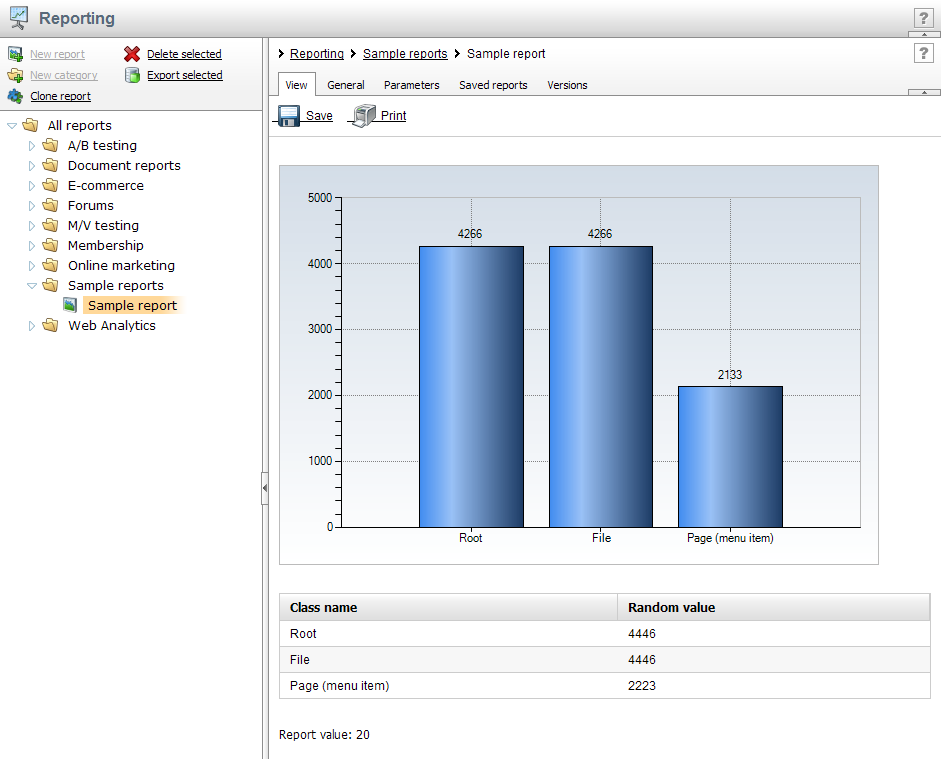 Reporting
?
New report
Delete selected
New category
Export selected
Clone report
All reports
A/B testing
Document reports
E-commerce
Forums
M/V testing
Membership
Online marketing
Sample reports
Sample report
Web Analytics
Reporting Sample reports Sample report
?
View General Parameters Saved reports Versions
Save Print
5000
4000
3000
2000
1000
0
4266
4266
2133
Root
File
Page (menu item)
Class name Random value
Root 4446
File 4446
Page (menu item) 2223
Report value: 20